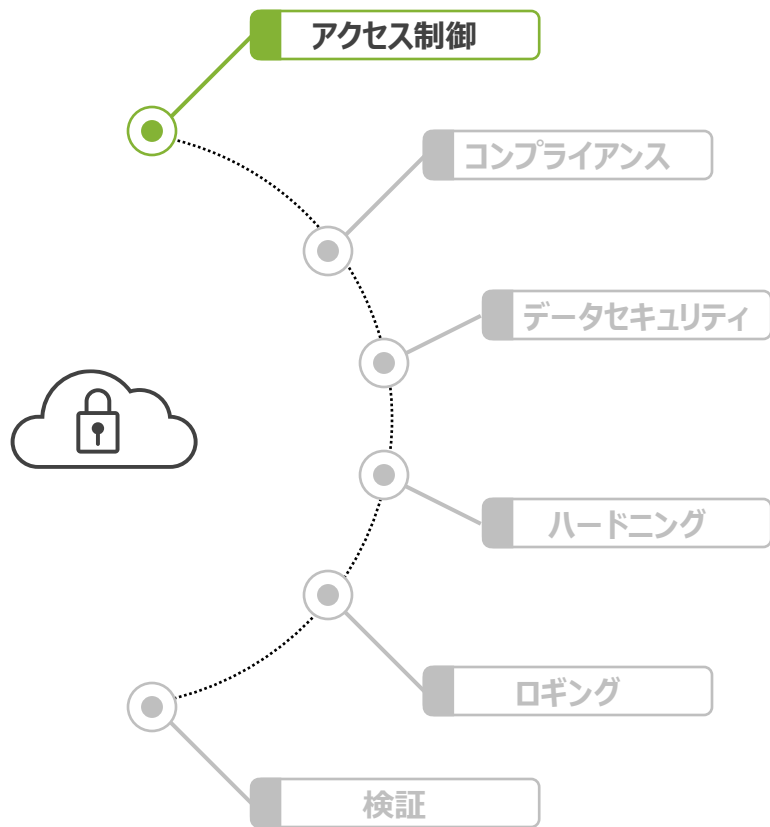 アクセス制御
コンプライアンス
データセキュリティ
ハードニング
ロギング
検証